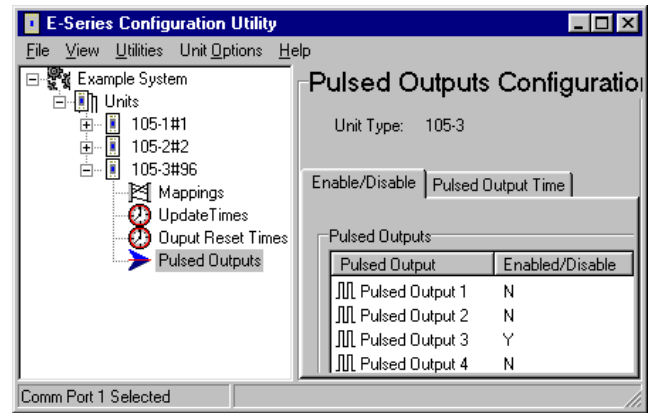 E-Series Configuration Utility
File View Utilities Unit Options Help
Example System
Units
105-1#1
105-2#2
105-3#96
Mappings
UpdateTimes
Ouput Reset Times
Pulsed Outputs
Pulsed Outputs Configuratio
Unit Type: 105-3
Enable/Disable Pulsed Output Time
Pulsed Outputs
Pulsed Output Enabled/Disable
Pulsed Output 1 N
Pulsed Output 2 N
Pulsed Output 3 Y
Pulsed Output 4 N
Comm Port 1 Selected